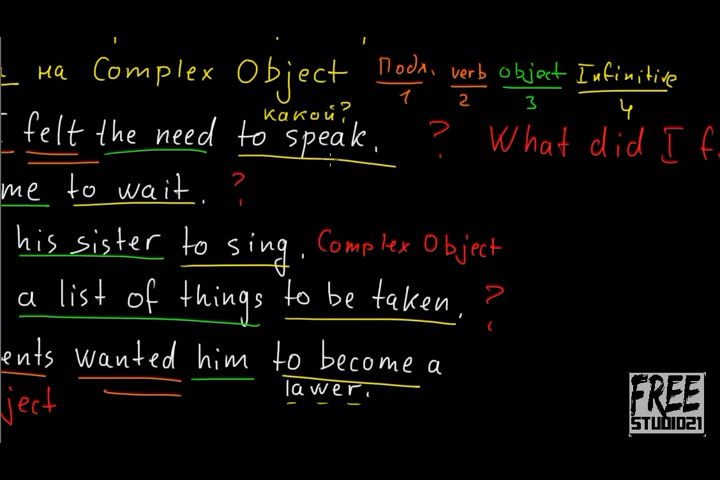 на Complex Object Подл. verb object Infinitive
1 2 3 4
какой?
I felt the need to speak. ? What did I f
me to wait. ?
his sister to sing. Complex Object
a list of things to be taken. ?
ents wanted him to become a
lawer.
ject
FREE
STUDIO21